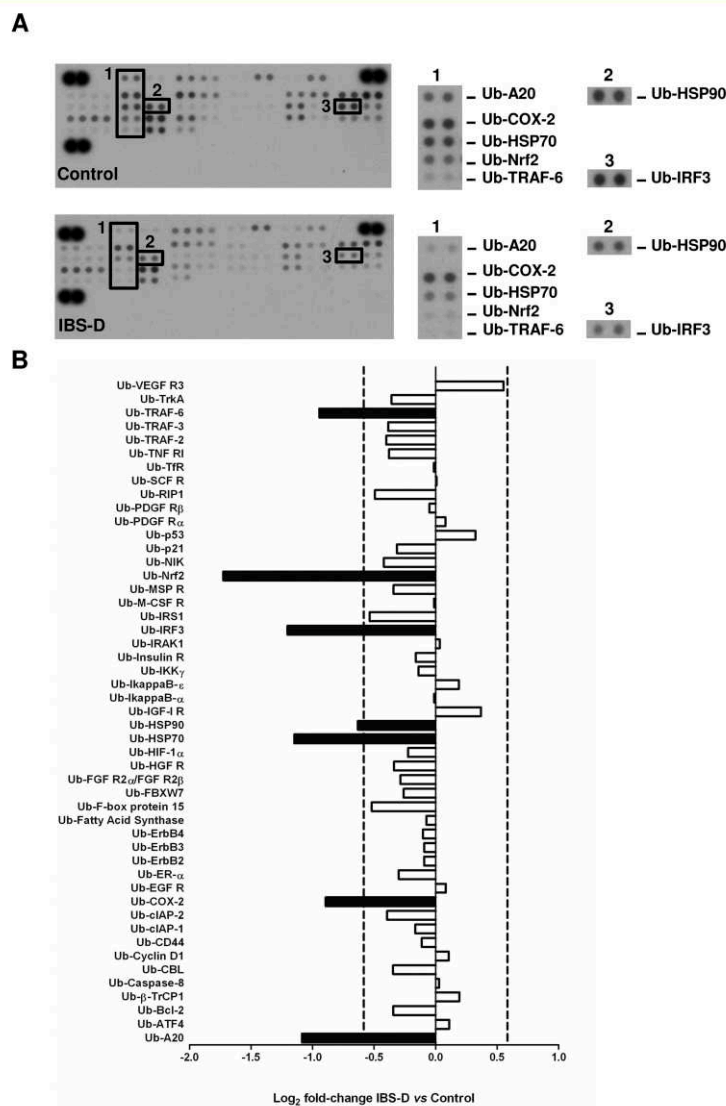 A
1
2
3
Control
1
Ub-A20
Ub-COX-2
Ub-HSP70
Ub-Nrf2
Ub-TRAF-6
2
Ub-HSP90
3
Ub-IRF3
1
2
3
IBS-D
1
Ub-A20
Ub-COX-2
Ub-HSP70
Ub-Nrf2
Ub-TRAF-6
2
Ub-HSP90
3
Ub-IRF3
B
Ub-VEGF R3
Ub-TrkA
Ub-TRAF-6
Ub-TRAF-3
Ub-TRAF-2
Ub-TNF RI
Ub-TfR
Ub-SCF R
Ub-RIP1
Ub-PDGF Rβ
Ub-PDGF Rα
Ub-p53
Ub-p21
Ub-NIK
Ub-Nrf2
Ub-MSP R
Ub-M-CSF R
Ub-IRS1
Ub-IRF3
Ub-IRAK1
Ub-Insulin R
Ub-IKKγ
Ub-IkappaB-ε
Ub-IkappaB-α
Ub-IGF-I R
Ub-HSP90
Ub-HSP70
Ub-HIF-1α
Ub-HGF R
Ub-FGF R2α/FGF R2β
Ub-FBXW7
Ub-F-box protein 15
Ub-Fatty Acid Synthase
Ub-ErbB4
Ub-ErbB3
Ub-ErbB2
Ub-ER-α
Ub-EGF R
Ub-COX-2
Ub-cIAP-2
Ub-cIAP-1
Ub-CD44
Ub-Cyclin D1
Ub-CBL
Ub-Caspase-8
Ub-β-TrCP1
Ub-Bcl-2
Ub-ATF4
Ub-A20
-2.0 -1.5 -1.0 -0.5 0.0 0.5 1.0
Log2 fold-change IBS-D vs Control